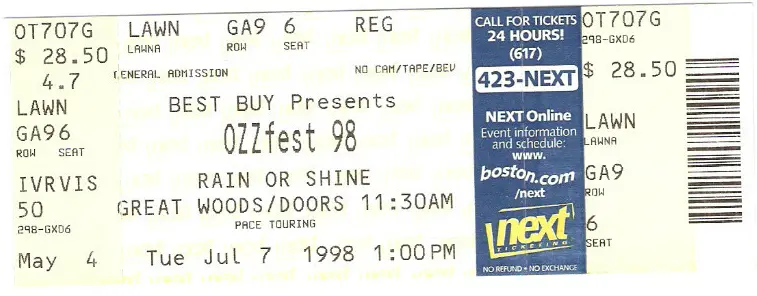 OT707G LAWN GA9 6 REG
LAWNA ROW SEAT
$ 28.50
4.7
GENERAL ADMISSION NO CAM/TAPE/BEV
LAWN
GA96
ROW SEAT
IVRVIS
50
298-GXD6
May 4
BEST BUY Presents
OZZfest 98
RAIN OR SHINE
GREAT WOODS/DOORS 11:30AM
PACE TOURING
Tue Jul 7 1998 1:00PM
CALL FOR TICKETS
24 HOURS!
(617)
423-NEXT
NEXT Online
Event information
and schedule:
www.
boston.com
/next
next
TICKETING
NO REFUND • NO EXCHANGE
OT707G
298-GXD6
$ 28.50
LAWN
LAWNA
GA9
ROW
6
SEAT